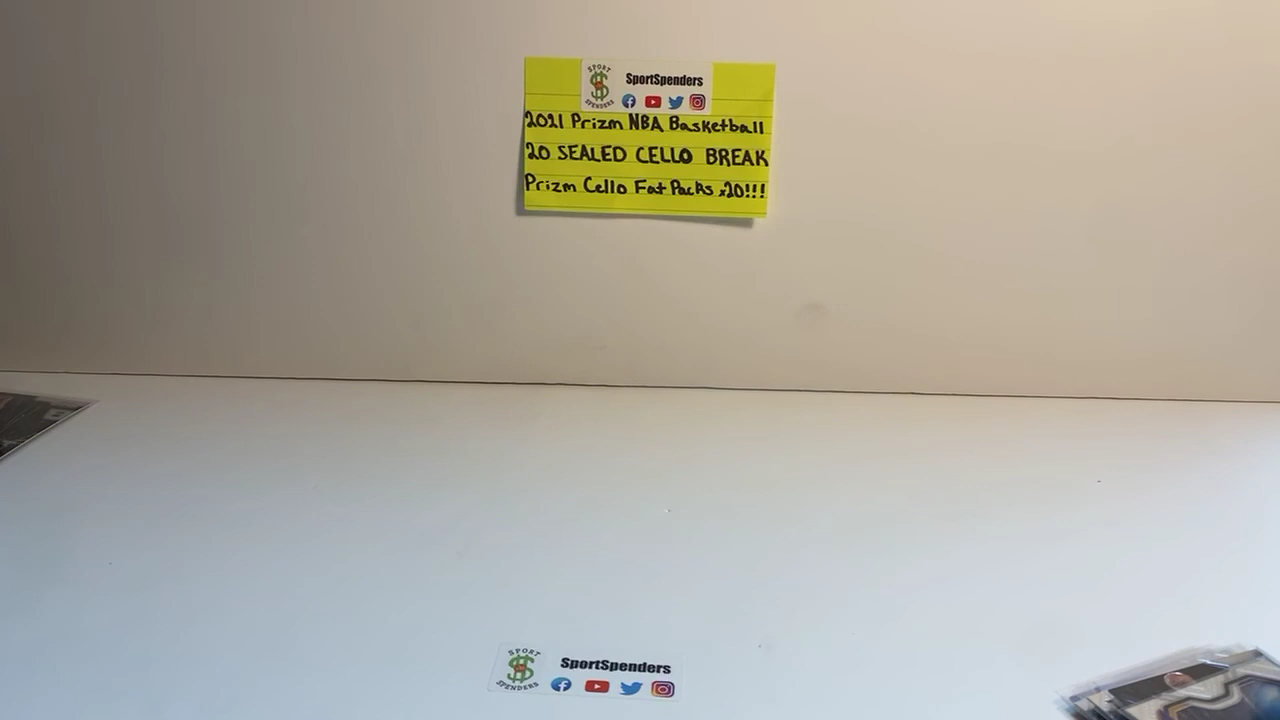 SPORT SPENDERS
SportSpenders
2021 Prizm NBA Basketball
20 SEALED CELLO BREAK
Prizm Cello Fat Packs x20!!!
SPORT SPENDERS
SportSpenders